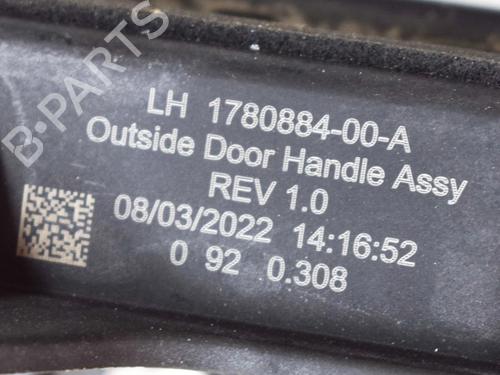 B-PARTS
LH 1780884-00-A
Outside Door Handle Assy
REV 1.0
08/03/2022 14:16:52
0 92 0.308